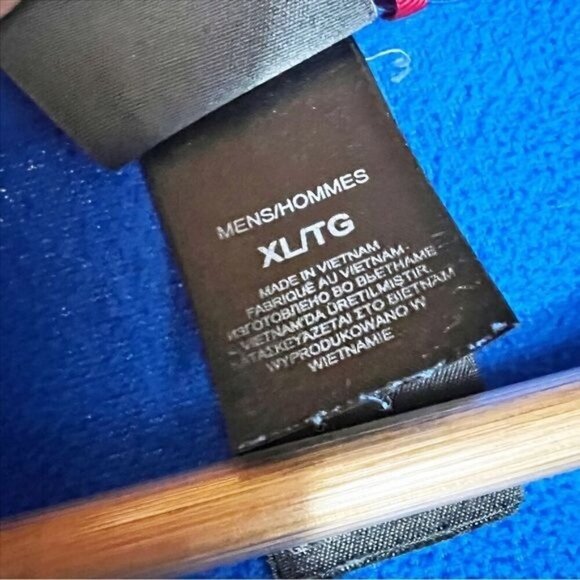 MENS/HOMMES
XL/TG
MADE IN VIETNAM
FABRIQUÉ AU VIETNAM.
ИЗГОТОВЛЕНО ВО ВЬЕТНАМЕ
VIETNAM'DA ÜRETILMIŞTIR.
ΚΑΤΑΣΚΕΥΑΖΕΤΑΙ ΣΤΟ ΒΙΕΤΝΑΜ
WYPRODUKOWANO W
WIETNAMIE